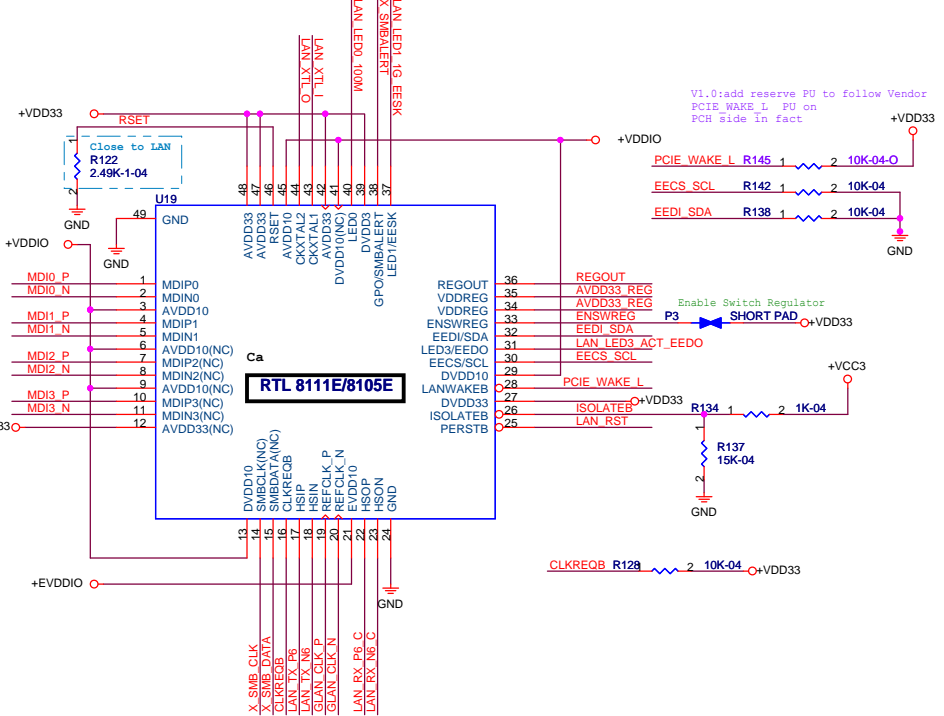 LAN_LED0_100M
X_SMBALERT
LAN_LED1_1G_EESK
LAN_XTL_O
LAN_XTL_I
V1.0:add reserve PU to follow Vendor
PCIE_WAKE_L PU on
PCH side in fact
+VDD33
RSET
+VDDIO
+VDD33
Close to LAN
R122
2.49K-1-04
1
2
GND
PCIE_WAKE_L R145 1 2 10K-04-O
EECS_SCL R142 1 2 10K-04
EEDI_SDA R138 1 2 10K-04
GND
U19
48 47 46 45 44 43 42 41 40 39 38 37
49 GND
GND
+VDDIO
AVDD33
AVDD33
RSET
AVDD10
CKXTAL2
CKXTAL1
AVDD33
DVDD10(NC)
LED0
DVDD33
GPO/SMBALERT
LED1/EESK
MDI0_P 1 MDIP0
MDI0_N 2 MDIN0
3 AVDD10
MDI1_P 4 MDIP1
MDI1_N 5 MDIN1
6 AVDD10(NC)
MDI2_P 7 MDIP2(NC)
MDI2_N 8 MDIN2(NC)
9 AVDD10(NC)
MDI3_P 10 MDIP3(NC)
MDI3_N 11 MDIN3(NC)
33 12 AVDD33(NC)
Ca
RTL 8111E/8105E
REGOUT 36 REGOUT
VDDREG 35 AVDD33_REG
VDDREG 34 AVDD33_REG
ENSWREG 33 ENSWREG
EEDI/SDA 32 EEDI_SDA
LED3/EEDO 31 LAN_LED3_ACT_EEDO
EECS/SCL 30 EECS_SCL
DVDD10 29
LANWAKEB 28 PCIE_WAKE_L
DVDD33 27 +VDD33
ISOLATEB 26 ISOLATEB
PERSTB 25 LAN_RST
Enable Switch Regulator
P3 SHORT PAD +VDD33
+VCC3
R134 1 2 1K-04
1
R137
15K-04
2
GND
DVDD10
SMBCLK(NC)
SMBDATA(NC)
CLKREQB
HSIP
HSIN
REFCLK_P
REFCLK_N
EVDD10
HSOP
HSON
GND
13 14 15 16 17 18 19 20 21 22 23 24
CLKREQB R128 1 2 10K-04 +VDD33
+EVDDIO
GND
X_SMB_CLK
X_SMB_DATA
CLKREQB
LAN_TX_P6
LAN_TX_N6
GLAN_CLK_P
GLAN_CLK_N
LAN_RX_P6_C
LAN_RX_N6_C